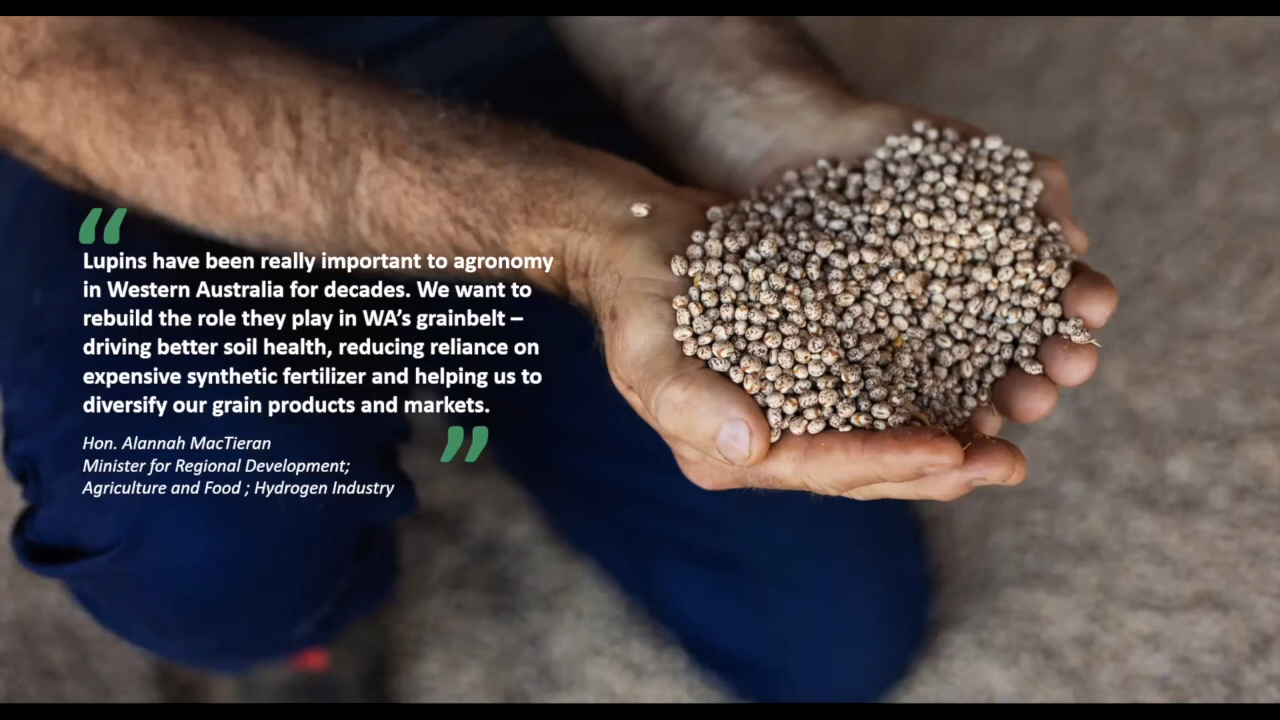 “
Lupins have been really important to agronomy
in Western Australia for decades. We want to
rebuild the role they play in WA’s grainbelt –
driving better soil health, reducing reliance on
expensive synthetic fertilizer and helping us to
diversify our grain products and markets.
”
Hon. Alannah MacTieran
Minister for Regional Development;
Agriculture and Food ; Hydrogen Industry